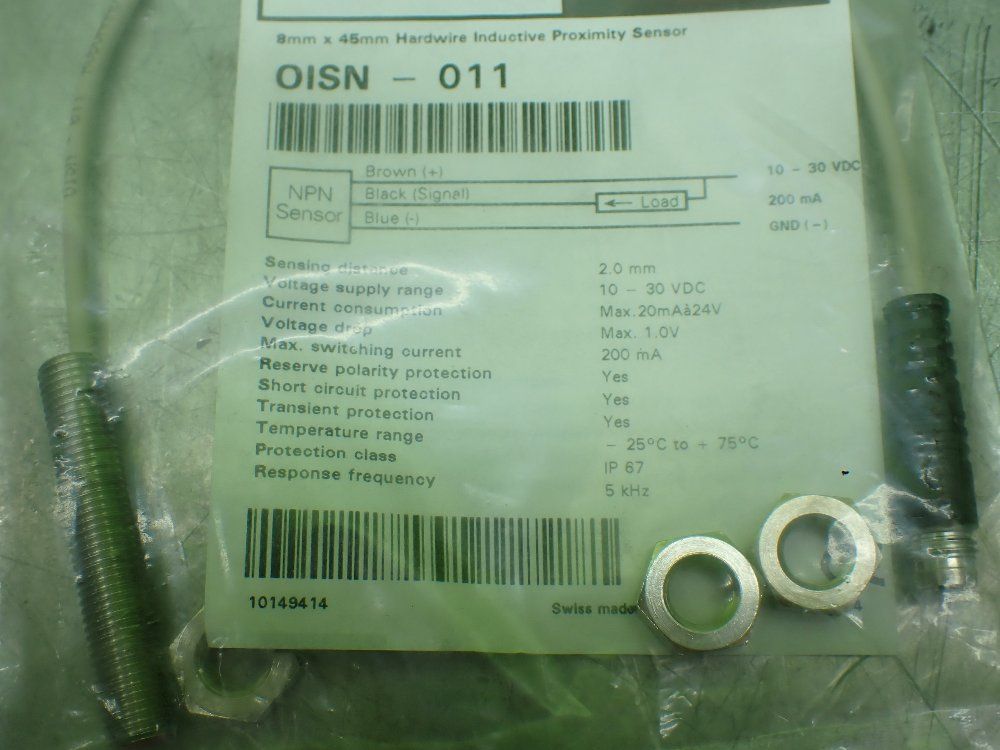 8mm x 45mm Hardwire Inductive Proximity Sensor
OISN - 011
NPN Sensor
Brown (+)
Black (Signal)
Blue (-)
Load
10 - 30 VDC
200 mA
GND (-)
Sensing distance 2.0 mm
Voltage supply range 10 - 30 VDC
Current consumption Max.20mAà24V
Voltage drop Max. 1.0V
Max. switching current 200 mA
Reserve polarity protection Yes
Short circuit protection Yes
Transient protection Yes
Temperature range - 25°C to + 75°C
Protection class IP 67
Response frequency 5 kHz
10149414
Swiss made